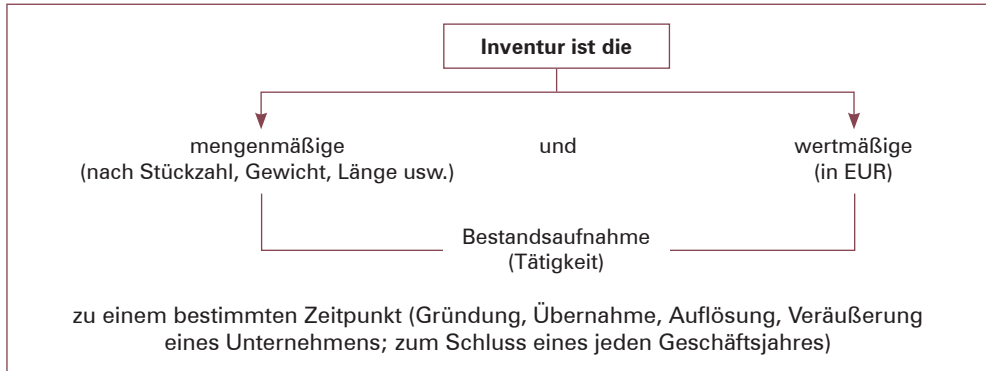 Inventur ist die
mengenmäßige und wertmäßige
(nach Stückzahl, Gewicht, Länge usw.) (in EUR)
Bestandsaufnahme
(Tätigkeit)
zu einem bestimmten Zeitpunkt (Gründung, Übernahme, Auflösung, Veräußerung
eines Unternehmens; zum Schluss eines jeden Geschäftsjahres)